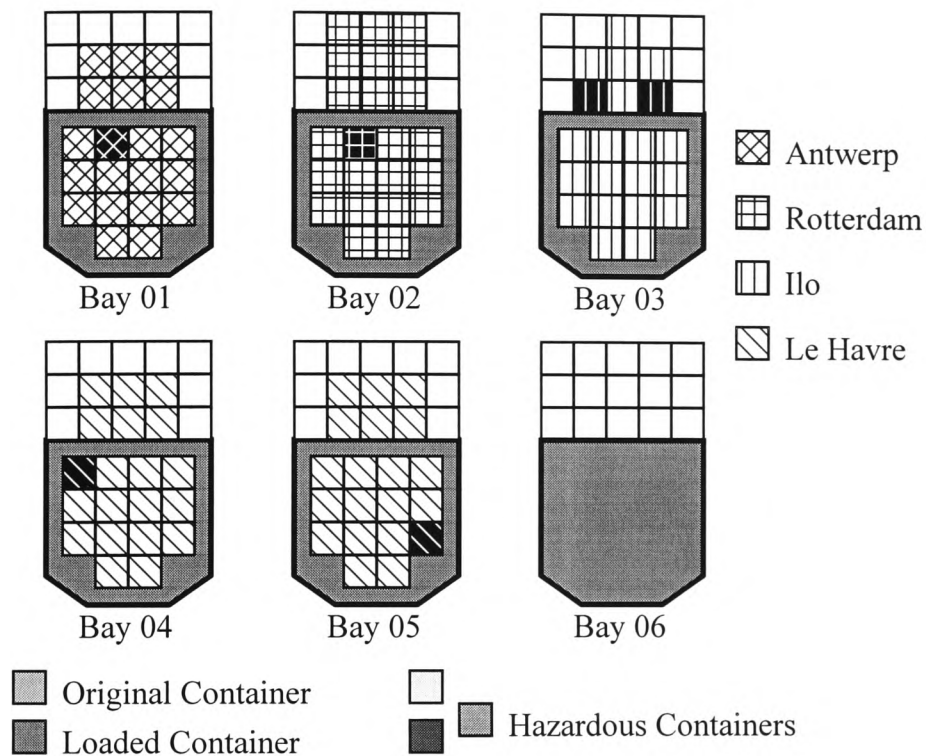 Bay 01
Bay 02
Bay 03
Antwerp
Rotterdam
Ilo
Le Havre
Bay 04
Bay 05
Bay 06
Original Container
Loaded Container
Hazardous Containers